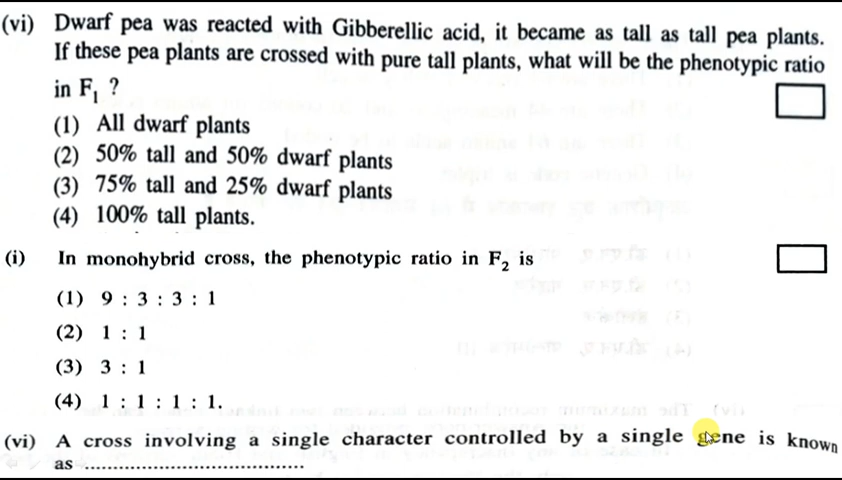 (vi) Dwarf pea was reacted with Gibberellic acid, it became as tall as tall pea plants.
If these pea plants are crossed with pure tall plants, what will be the phenotypic ratio
in F₁ ?
(1) All dwarf plants
(2) 50% tall and 50% dwarf plants
(3) 75% tall and 25% dwarf plants
(4) 100% tall plants.
(i) In monohybrid cross, the phenotypic ratio in F₂ is
(1) 9 : 3 : 3 : 1
(2) 1 : 1
(3) 3 : 1
(4) 1 : 1 : 1 : 1.
(vi) A cross involving a single character controlled by a single gene is known
as ....................................